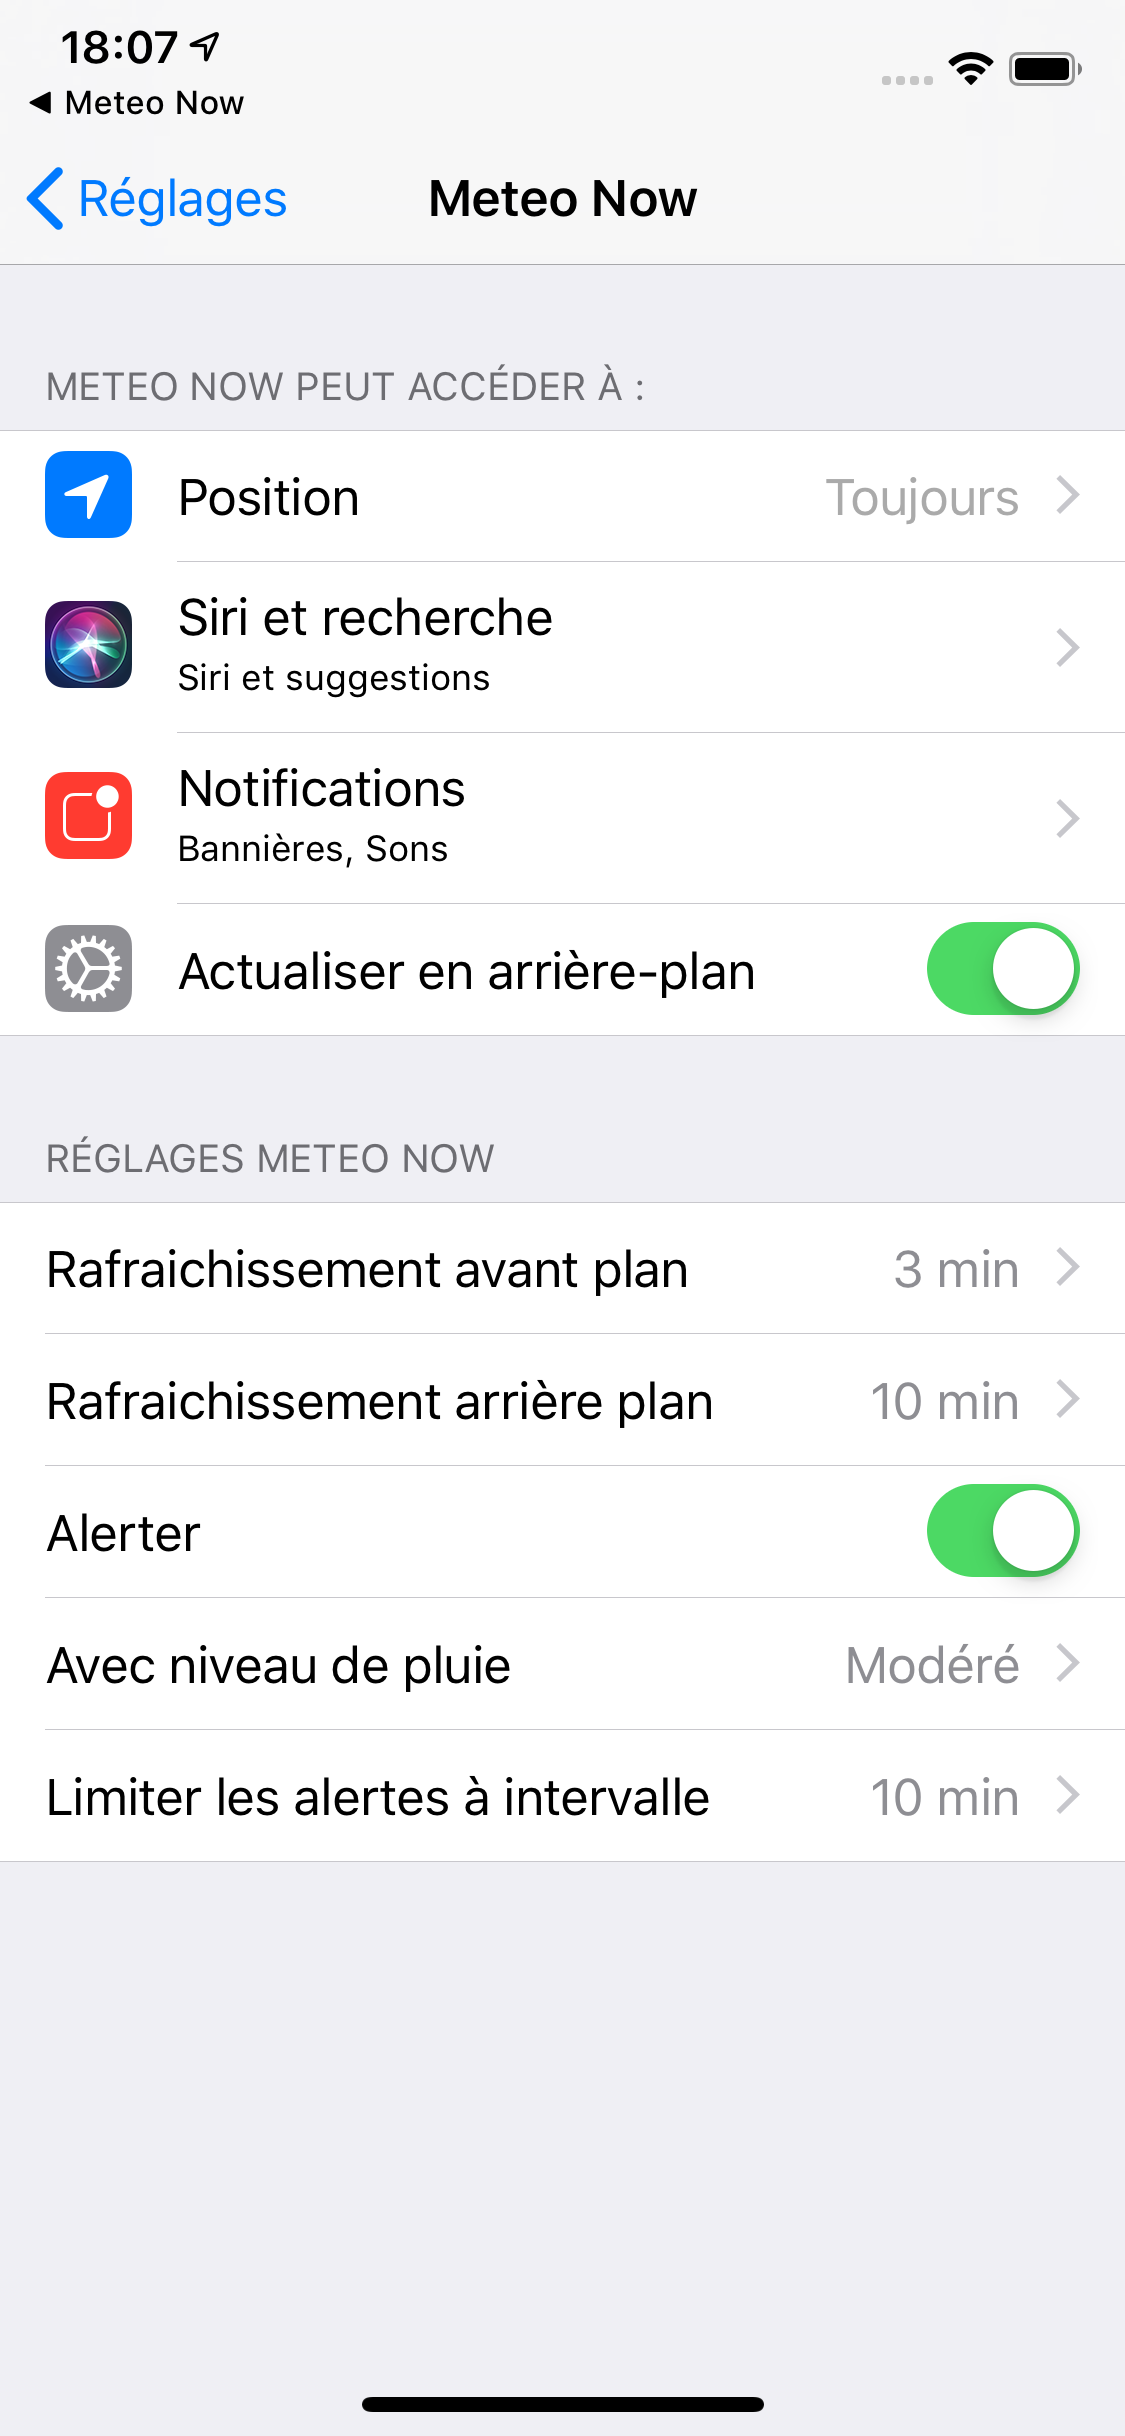 18:07
Meteo Now
Réglages
Meteo Now
METEO NOW PEUT ACCÉDER À :
Position Toujours
Siri et recherche
Siri et suggestions
Notifications
Bannières, Sons
Actualiser en arrière-plan
RÉGLAGES METEO NOW
Rafraichissement avant plan 3 min
Rafraichissement arrière plan 10 min
Alerter
Avec niveau de pluie Modéré
Limiter les alertes à intervalle 10 min